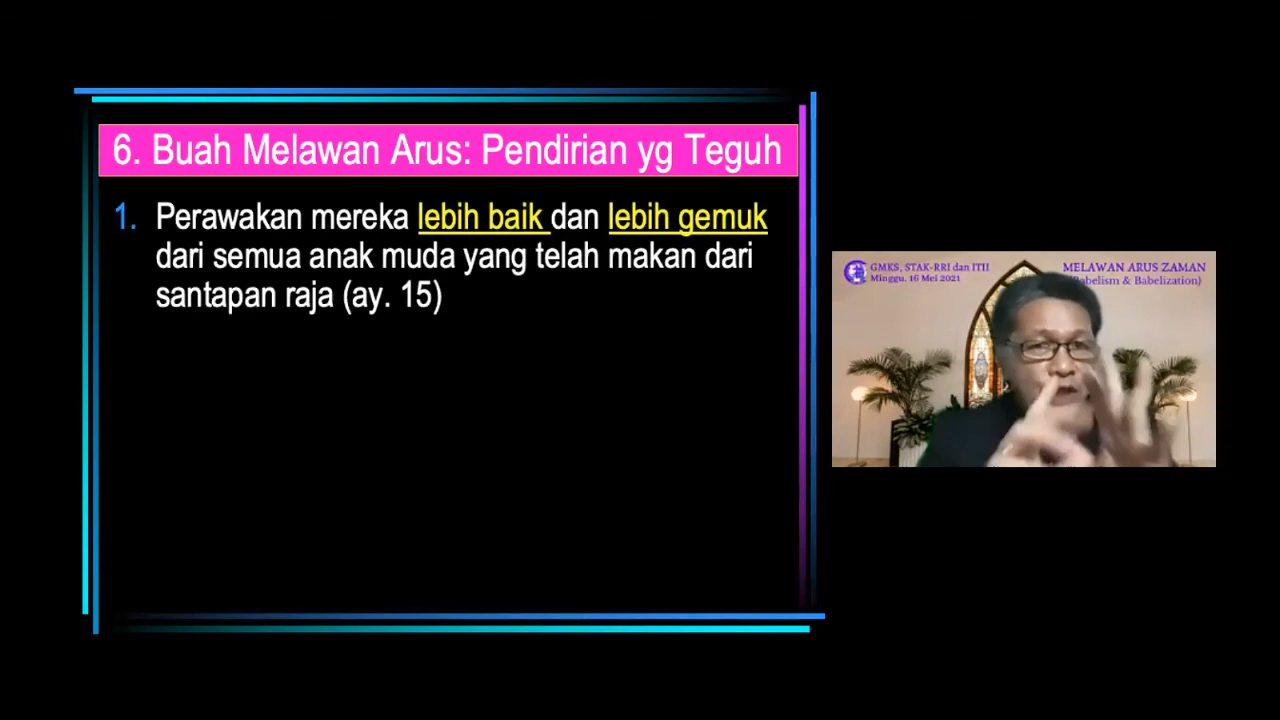 6. Buah Melawan Arus: Pendirian yg Teguh
1. Perawakan mereka lebih baik dan lebih gemuk
dari semua anak muda yang telah makan dari
santapan raja (ay. 15)
GMKS, STAK-RRI dan ITH
Minggu, 16 Mei 2021
MELAWAN ARUS ZAMAN
& Babelization)